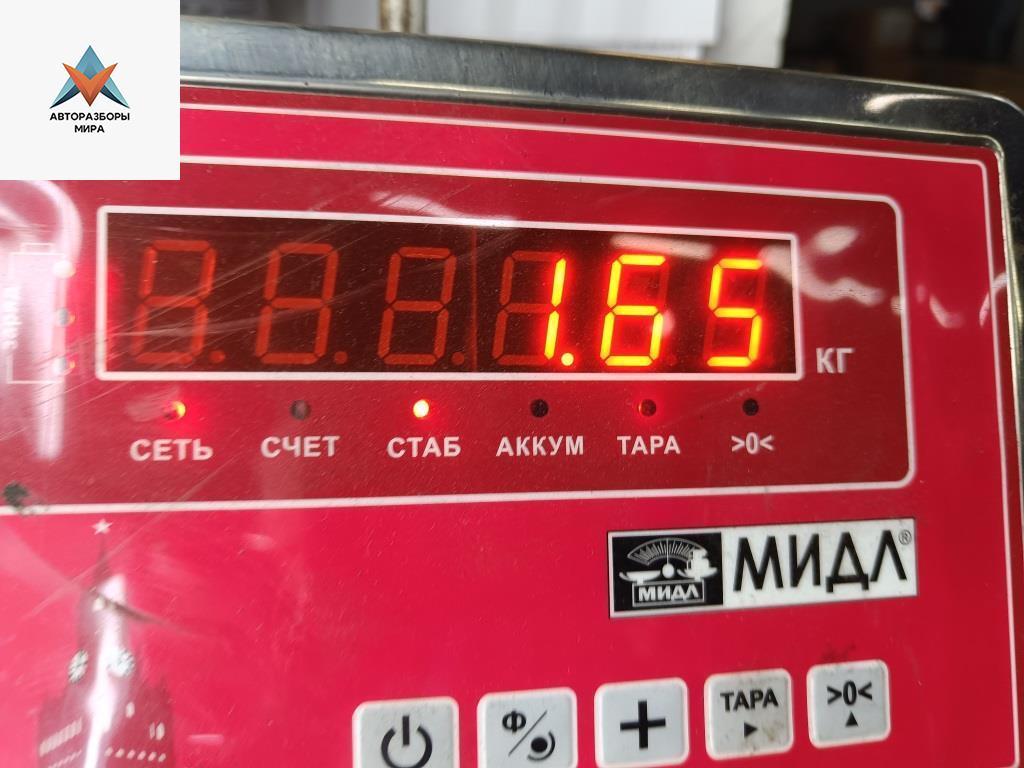 АВТОРАЗБОРЫ
МИРА
1.65
КГ
СЕТЬ СЧЕТ СТАБ АККУМ ТАРА >0<
МИДЛ МИДЛ®
Ф ТАРА >0<